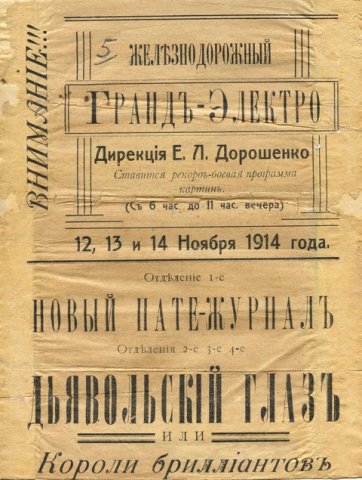 ВНИМАНІЕ!!!
5
ЖЕЛѢЗНОДОРОЖНЫЙ
ГРАНДЪ-ЭЛЕКТРО
Дирекція Е. Л. Дорошенко
Ставится рекордъ-боевая программа
картинъ.
(Съ 6 час. до 11 час. вечера)
12, 13 и 14 Ноября 1914 года.
Отдѣленіе 1-е
НОВЫЙ ПАТЕ-ЖУРНАЛЪ
Отдѣленія 2-е 3-е 4-е
ДЬЯВОЛЬСКІЙ ГЛАЗЪ
ИЛИ
Короли брилліантовъ